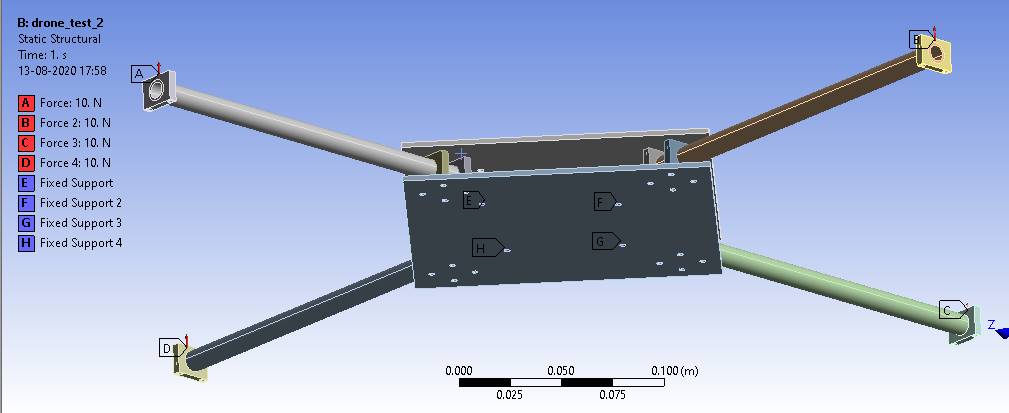 B: drone_test_2
Static Structural
Time: 1. s
13-08-2020 17:58
A Force: 10. N
B Force 2: 10. N
C Force 3: 10. N
D Force 4: 10. N
E Fixed Support
F Fixed Support 2
G Fixed Support 3
H Fixed Support 4
A
B
E
F
H
G
C
D
Z
0.000 0.050 0.100 (m)
0.025 0.075